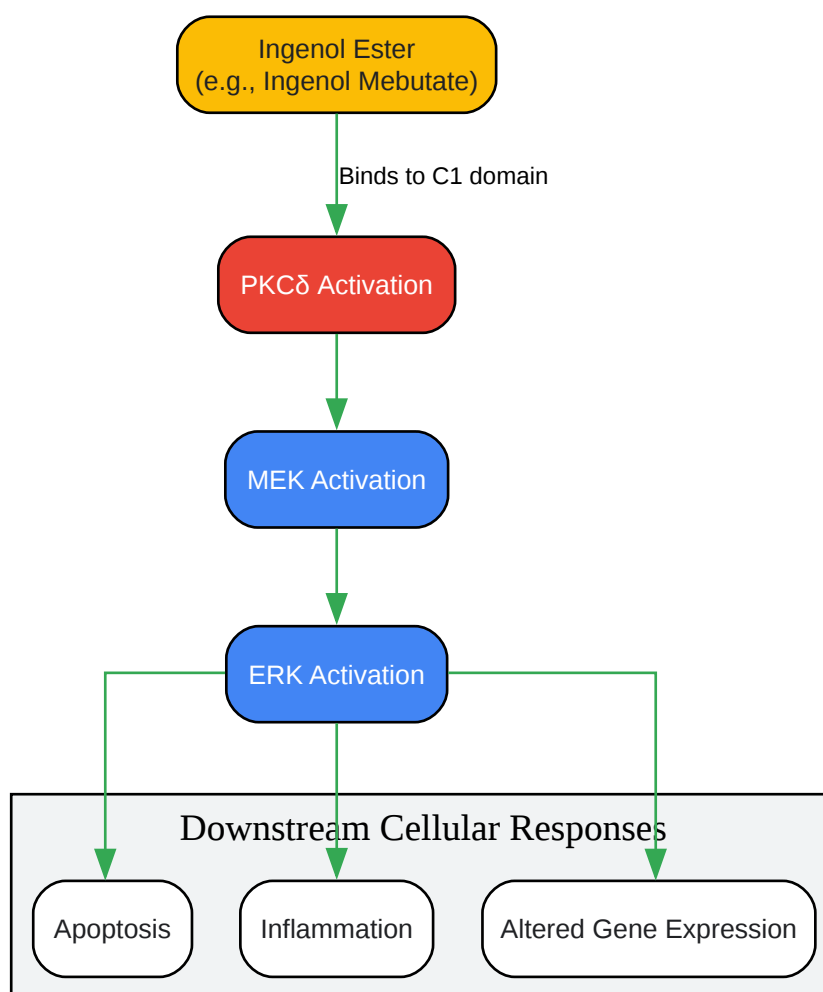 Ingenol Ester
(e.g., Ingenol Mebutate)
Binds to C1 domain
PKCδ Activation
MEK Activation
ERK Activation
Downstream Cellular Responses
Apoptosis
Inflammation
Altered Gene Expression